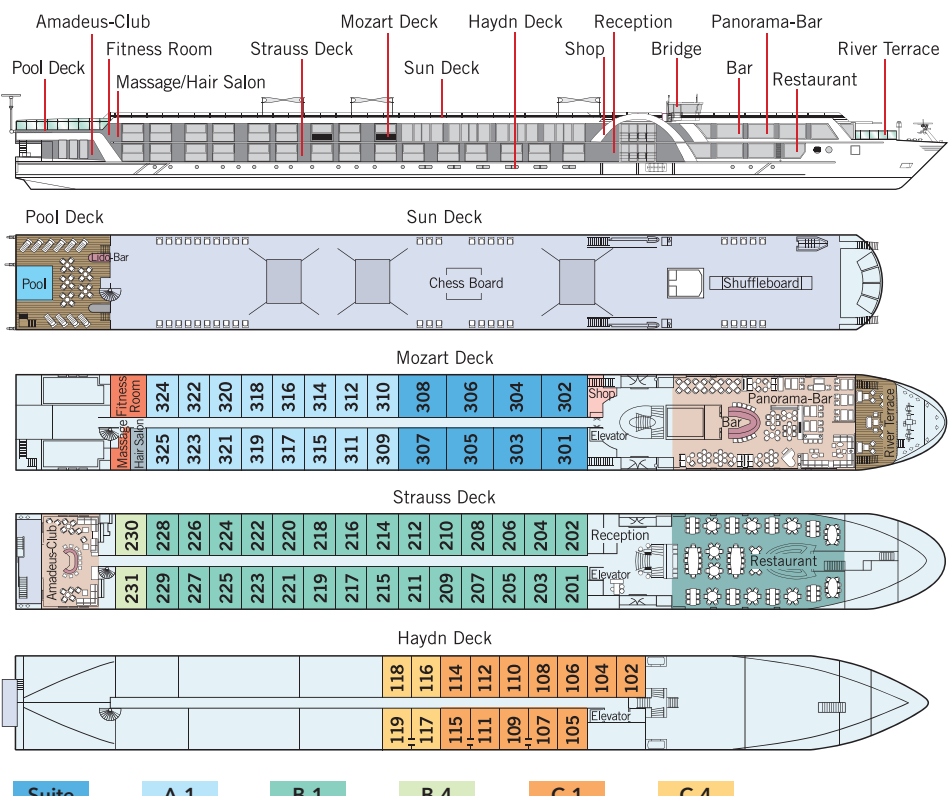 Amadeus-Club
Mozart Deck
Haydn Deck
Reception
Panorama-Bar
Fitness Room
Strauss Deck
Shop
Bridge
River Terrace
Pool Deck
Massage/Hair Salon
Sun Deck
Bar
Restaurant
Pool Deck
Sun Deck
Lido-Bar
Pool
Chess Board
Shuffleboard
Mozart Deck
Fitness Room
324 322 320 318 316 314 312 310 308 306 304 302
Shop
Panorama-Bar
Bar
River Terrace
Massage
Hair Salon
325 323 321 319 317 315 311 309 307 305 303 301
Elevator
Strauss Deck
Amadeus-Club
230 228 226 224 222 220 218 216 214 212 210 208 206 204 202
Reception
Restaurant
231 229 227 225 223 221 219 217 215 211 209 207 205 203 201
Elevator
Haydn Deck
118 116 114 112 110 108 106 104 102
119 117 115 111 109 107 105
Elevator
Suite
A-1
B-1
B-4
C-1
C-4